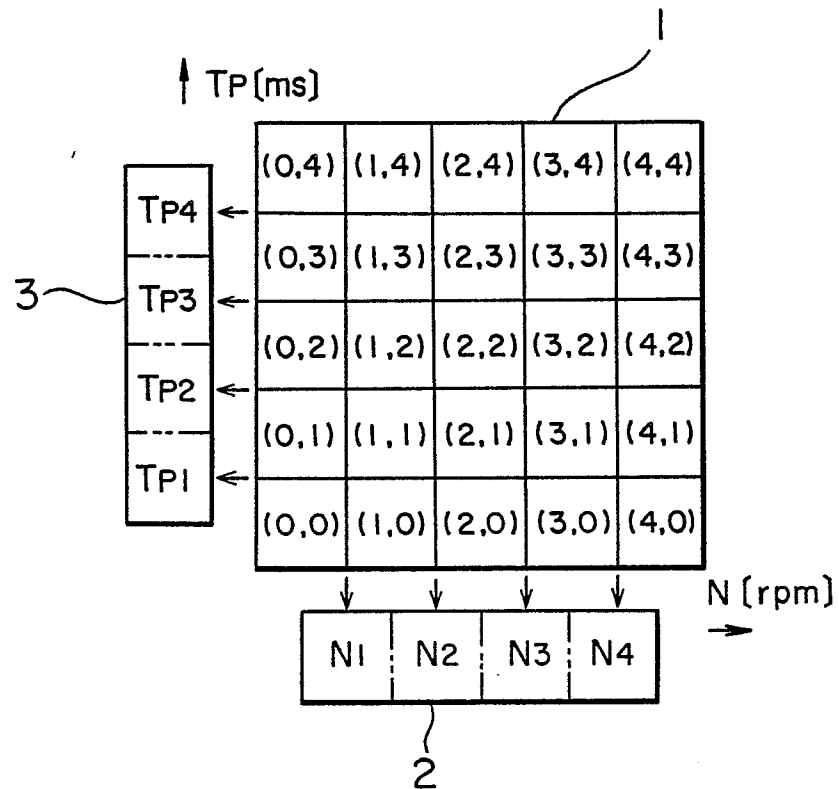 1
TP [ms]
(0,4) (1,4) (2,4) (3,4) (4,4)
TP4
(0,3) (1,3) (2,3) (3,3) (4,3)
3
TP3
(0,2) (1,2) (2,2) (3,2) (4,2)
TP2
(0,1) (1,1) (2,1) (3,1) (4,1)
TP1
(0,0) (1,0) (2,0) (3,0) (4,0)
N [rpm]
N1 N2 N3 N4
2